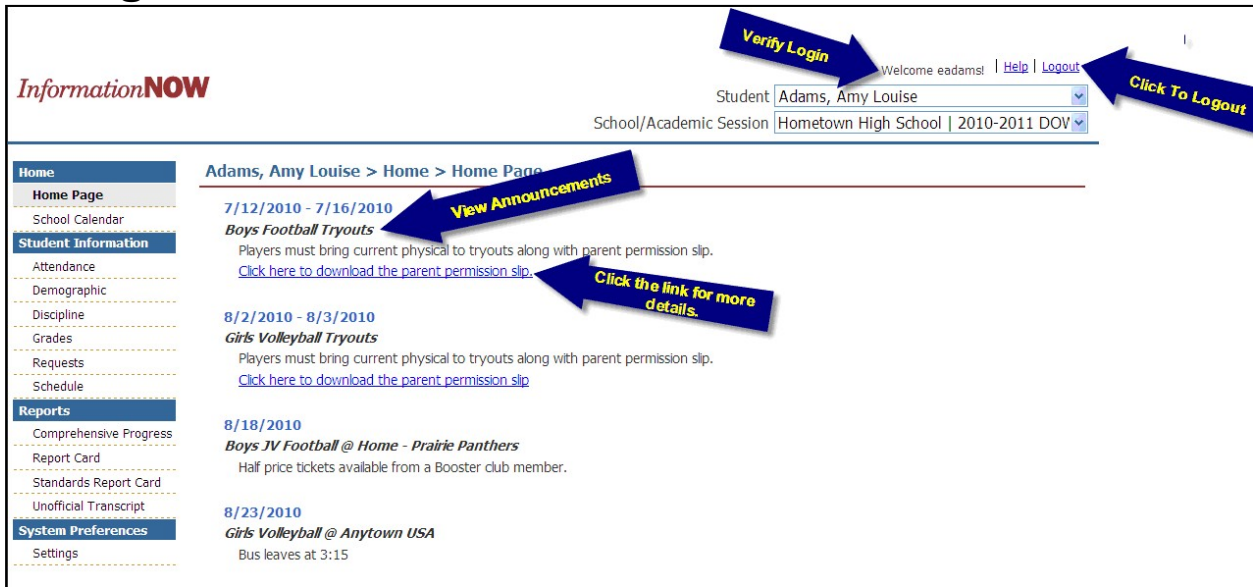 Verify Login
Welcome eadams! | Help | Logout
Click To Logout
InformationNOW
Student Adams, Amy Louise
School/Academic Session Hometown High School | 2010-2011 DOW
Home
Home Page
School Calendar
Student Information
Attendance
Demographic
Discipline
Grades
Requests
Schedule
Reports
Comprehensive Progress
Report Card
Standards Report Card
Unofficial Transcript
System Preferences
Settings
Adams, Amy Louise > Home > Home Page
View Announcements
7/12/2010 - 7/16/2010
Boys Football Tryouts
Players must bring current physical to tryouts along with parent permission slip.
Click here to download the parent permission slip.
Click the link for more
details.
8/2/2010 - 8/3/2010
Girls Volleyball Tryouts
Players must bring current physical to tryouts along with parent permission slip.
Click here to download the parent permission slip
8/18/2010
Boys JV Football @ Home - Prairie Panthers
Half price tickets available from a Booster club member.
8/23/2010
Girls Volleyball @ Anytown USA
Bus leaves at 3:15